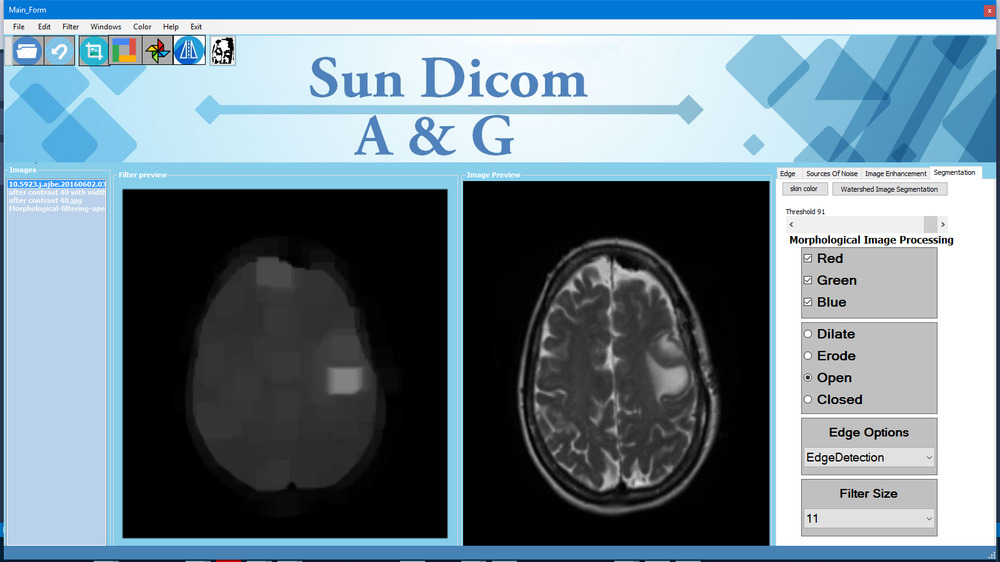 Main_Form
x
File Edit Filter Windows Color Help Exit
Sun Dicom
A & G
Images
10.5923.j.ajbe.20160602.03
after contrast 40 with width
after contrast 40.jpg
Morphological-filtering-ope
Filter preview
Image Preview
Edge Sources Of Noise Image Enhancement Segmentation
skin color Watershed Image Segmentation
Threshold 91
Morphological Image Processing
Red
Green
Blue
Dilate
Erode
Open
Closed
Edge Options
EdgeDetection
Filter Size
11